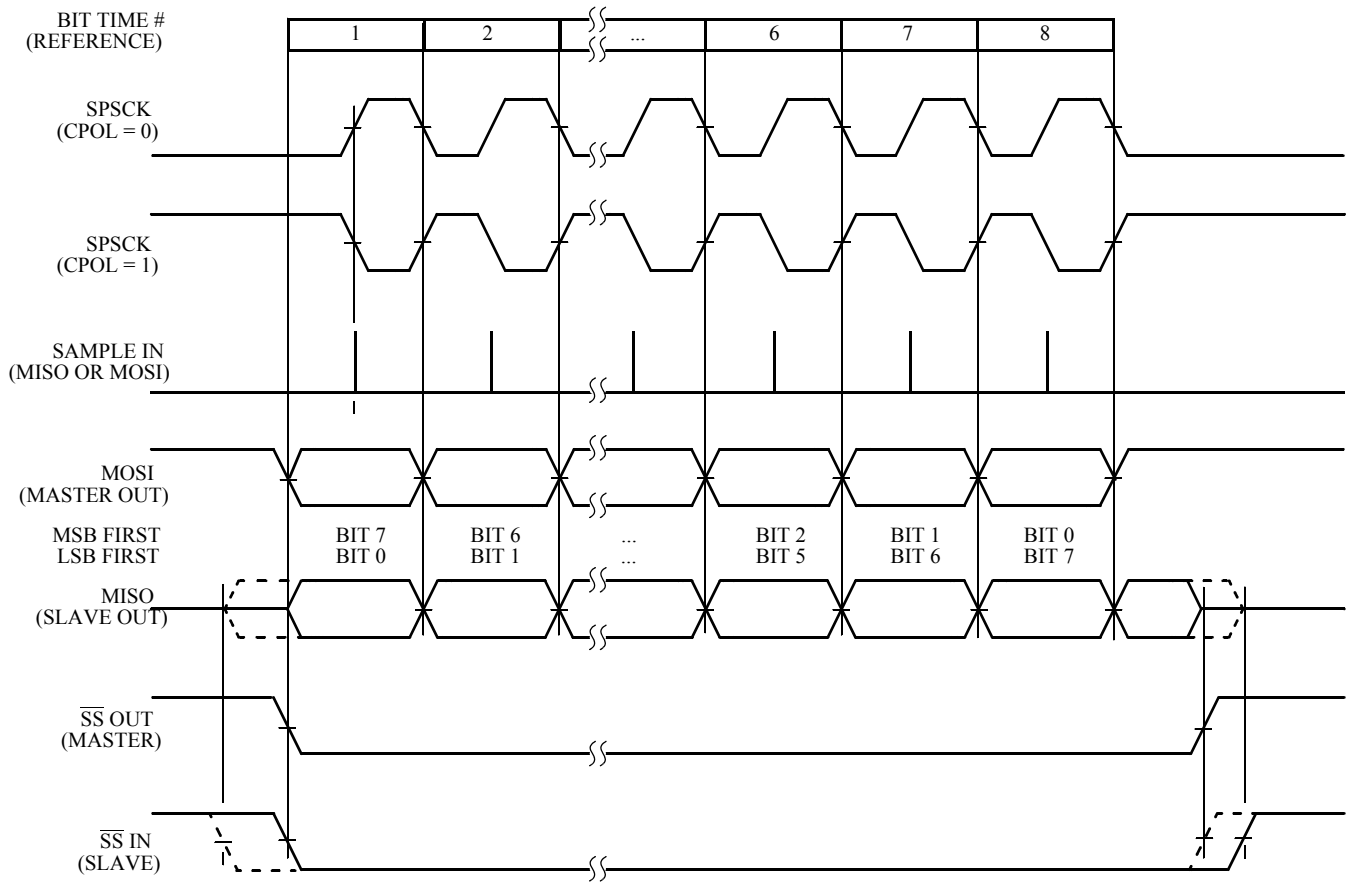 BIT TIME #
(REFERENCE)
1 2 ... 6 7 8
SPSCK
(CPOL = 0)
SPSCK
(CPOL = 1)
SAMPLE IN
(MISO OR MOSI)
MOSI
(MASTER OUT)
MSB FIRST BIT 7 BIT 6 ... BIT 2 BIT 1 BIT 0
LSB FIRST BIT 0 BIT 1 ... BIT 5 BIT 6 BIT 7
MISO
(SLAVE OUT)
S̅S̅ OUT
(MASTER)
S̅S̅ IN
(SLAVE)